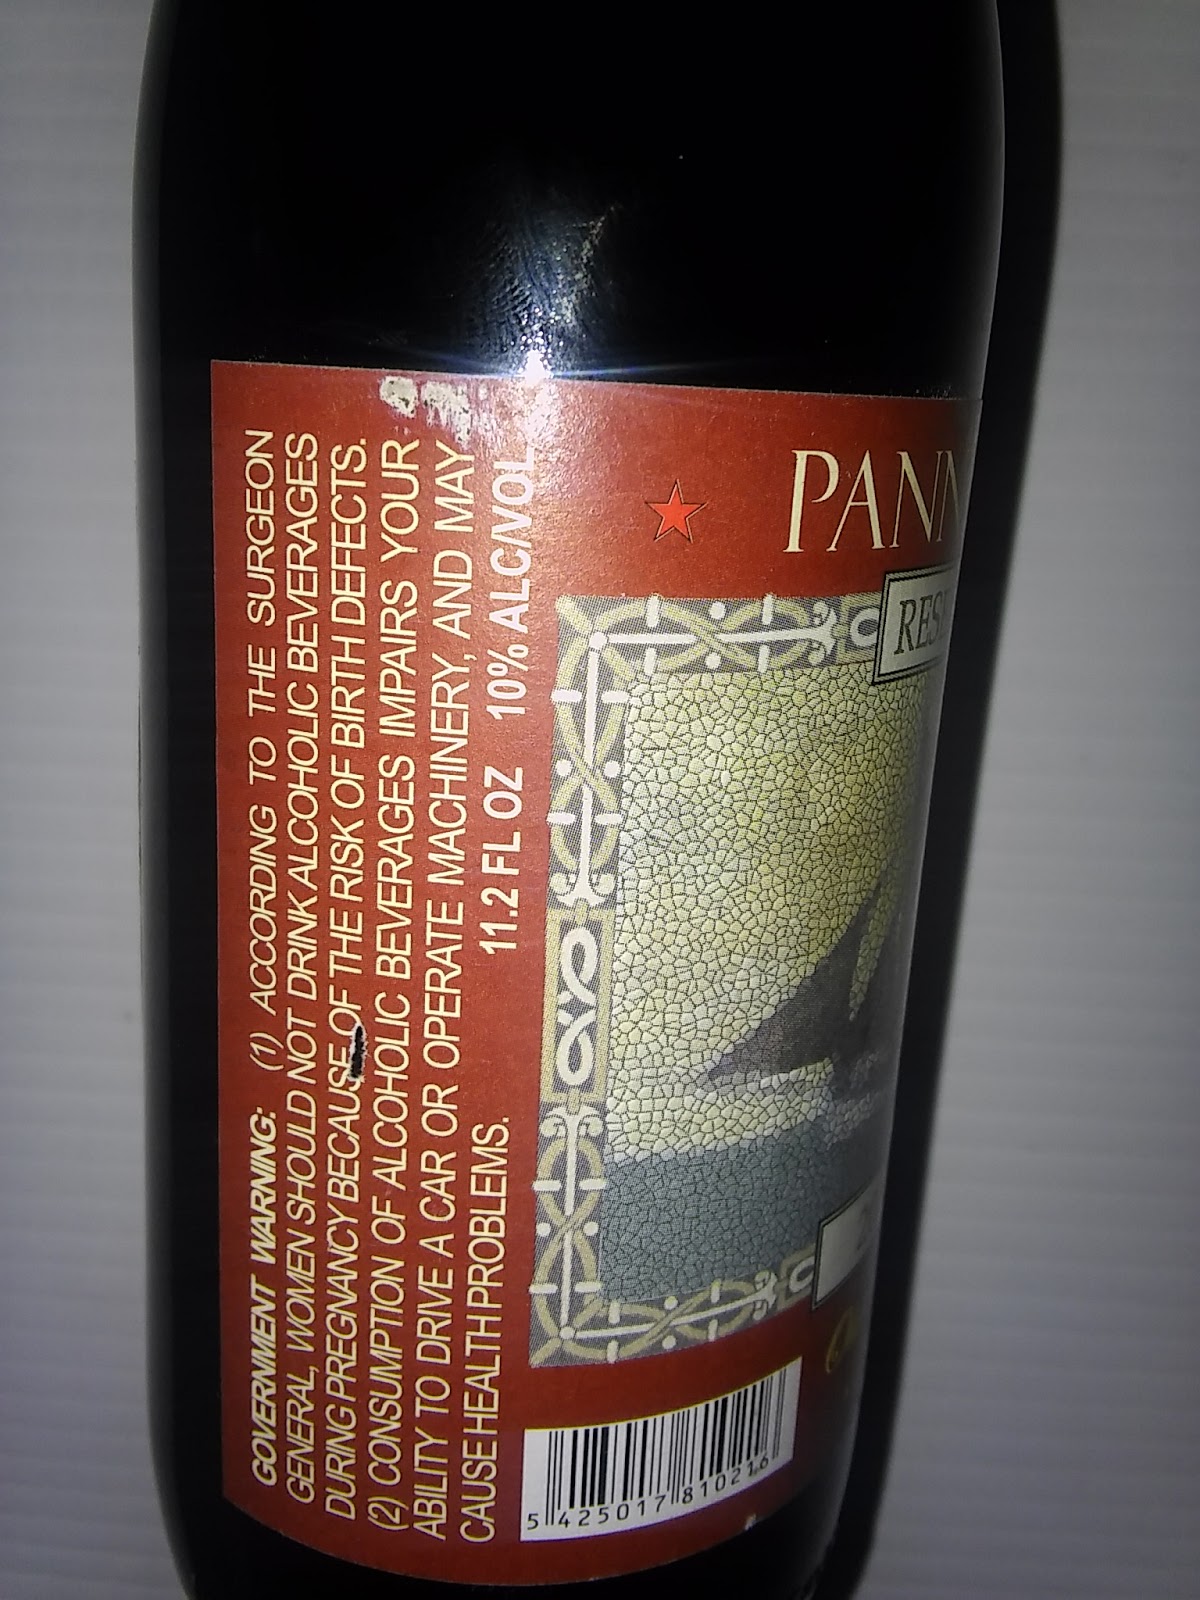 GOVERNMENT WARNING: (1) ACCORDING TO THE SURGEON
GENERAL, WOMEN SHOULD NOT DRINK ALCOHOLIC BEVERAGES
DURING PREGNANCY BECAUSE OF THE RISK OF BIRTH DEFECTS.
(2) CONSUMPTION OF ALCOHOLIC BEVERAGES IMPAIRS YOUR
ABILITY TO DRIVE A CAR OR OPERATE MACHINERY, AND MAY
CAUSE HEALTH PROBLEMS.
11.2 FL OZ 10% ALC/VOL.
PANN
RES
5 425017 810216